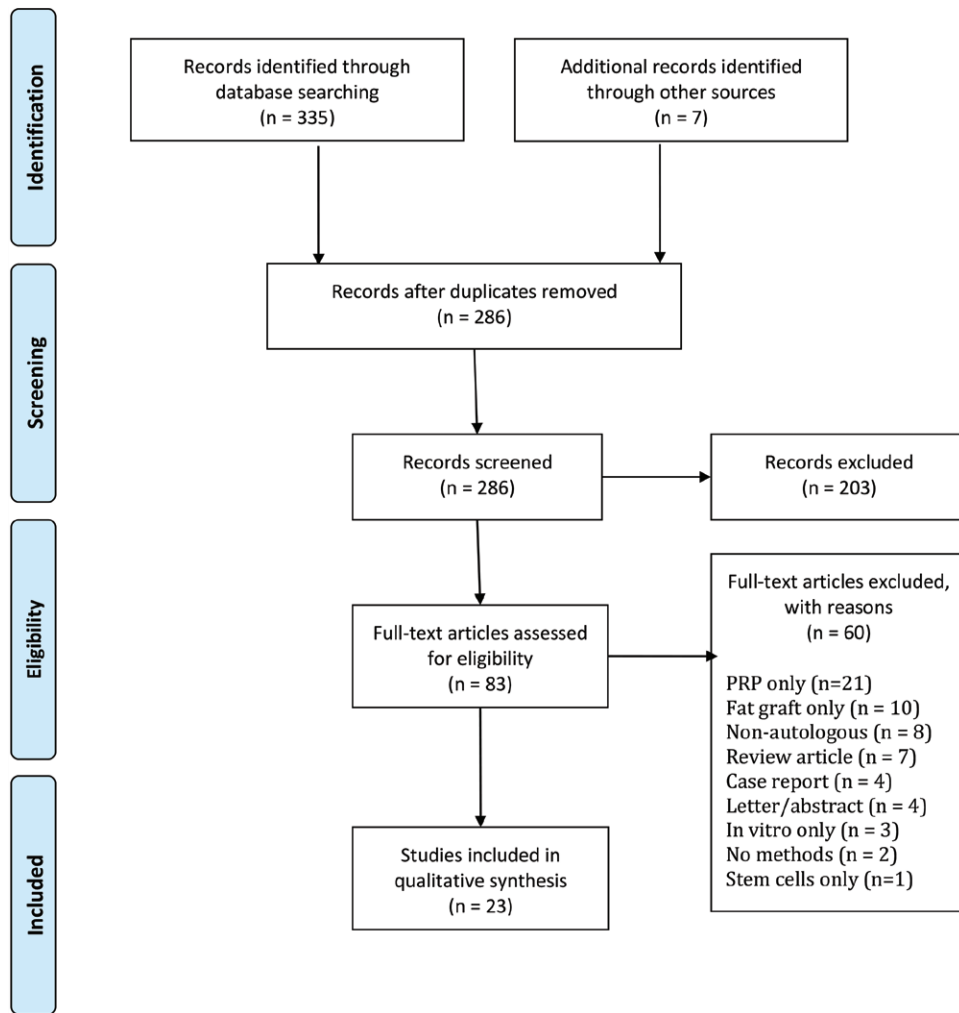 Identification
Records identified through
database searching
(n = 335)
Additional records identified
through other sources
(n = 7)
Screening
Records after duplicates removed
(n = 286)
Records screened
(n = 286)
Records excluded
(n = 203)
Eligibility
Full-text articles assessed
for eligibility
(n = 83)
Full-text articles excluded,
with reasons
(n = 60)
PRP only (n=21)
Fat graft only (n = 10)
Non-autologous (n = 8)
Review article (n = 7)
Case report (n = 4)
Letter/abstract (n = 4)
In vitro only (n = 3)
No methods (n = 2)
Stem cells only (n=1)
Included
Studies included in
qualitative synthesis
(n = 23)